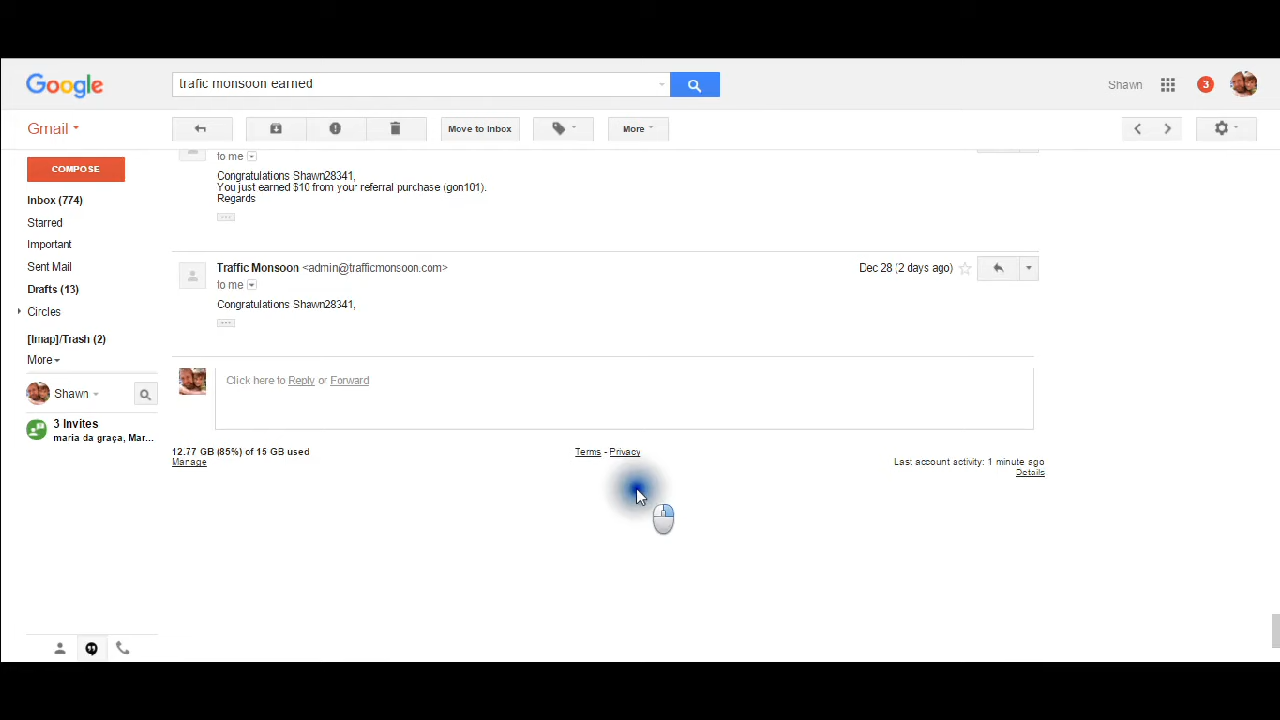 Google
trafic monsoon earned
Shawn
3
Gmail
Move to Inbox
More
COMPOSE
Inbox (774)
Starred
Important
Sent Mail
Drafts (13)
Circles
[Imap]/Trash (2)
More
Shawn
3 Invites
maria da graça, Mar...
to me
Congratulations Shawn28341,
You just earned $10 from your referral purchase (gon101).
Regards
Traffic Monsoon <admin@trafficmonsoon.com>
Dec 28 (2 days ago)
to me
Congratulations Shawn28341,
Click here to Reply or Forward
12.77 GB (85%) of 15 GB used
Manage
Terms - Privacy
Last account activity: 1 minute ago
Details